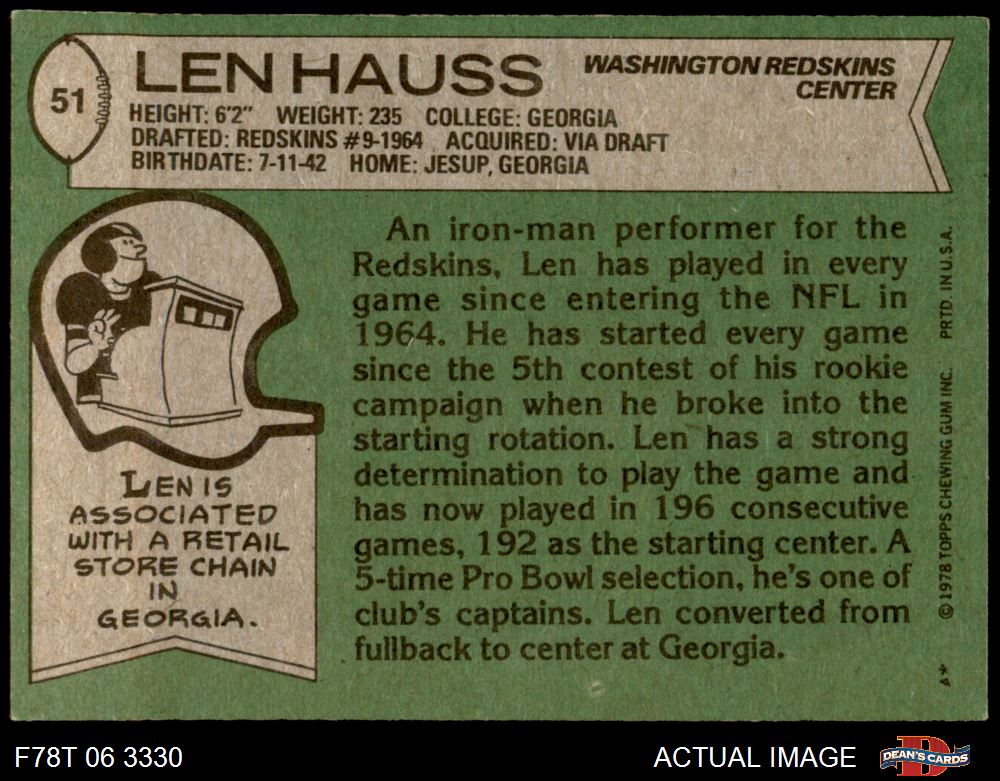 51
LEN HAUSS
WASHINGTON REDSKINS
CENTER
HEIGHT: 6'2" WEIGHT: 235 COLLEGE: GEORGIA
DRAFTED: REDSKINS #9-1964 ACQUIRED: VIA DRAFT
BIRTHDATE: 7-11-42 HOME: JESUP, GEORGIA
LEN IS
ASSOCIATED
WITH A RETAIL
STORE CHAIN
IN
GEORGIA.
An iron-man performer for the
Redskins, Len has played in every
game since entering the NFL in
1964. He has started every game
since the 5th contest of his rookie
campaign when he broke into the
starting rotation. Len has a strong
determination to play the game and
has now played in 196 consecutive
games, 192 as the starting center. A
5-time Pro Bowl selection, he's one of
club's captains. Len converted from
fullback to center at Georgia.
A* ©1978 TOPPS CHEWING GUM INC. PRTD. IN U.S.A.
F78T 06 3330
ACTUAL IMAGE
DEAN'S CARDS